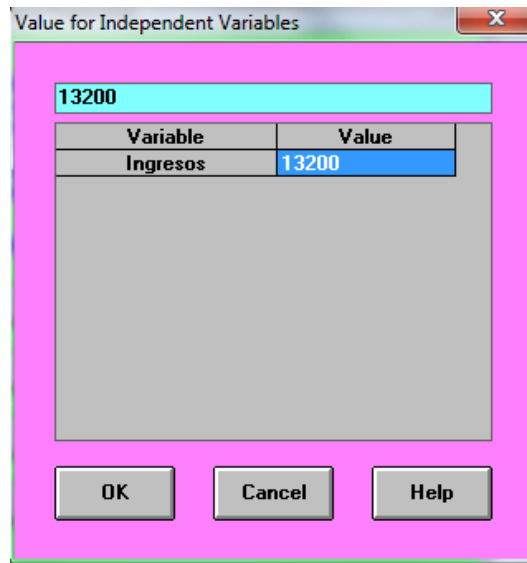 Value for Independent Variables
13200
Variable Value
Ingresos 13200
OK Cancel Help